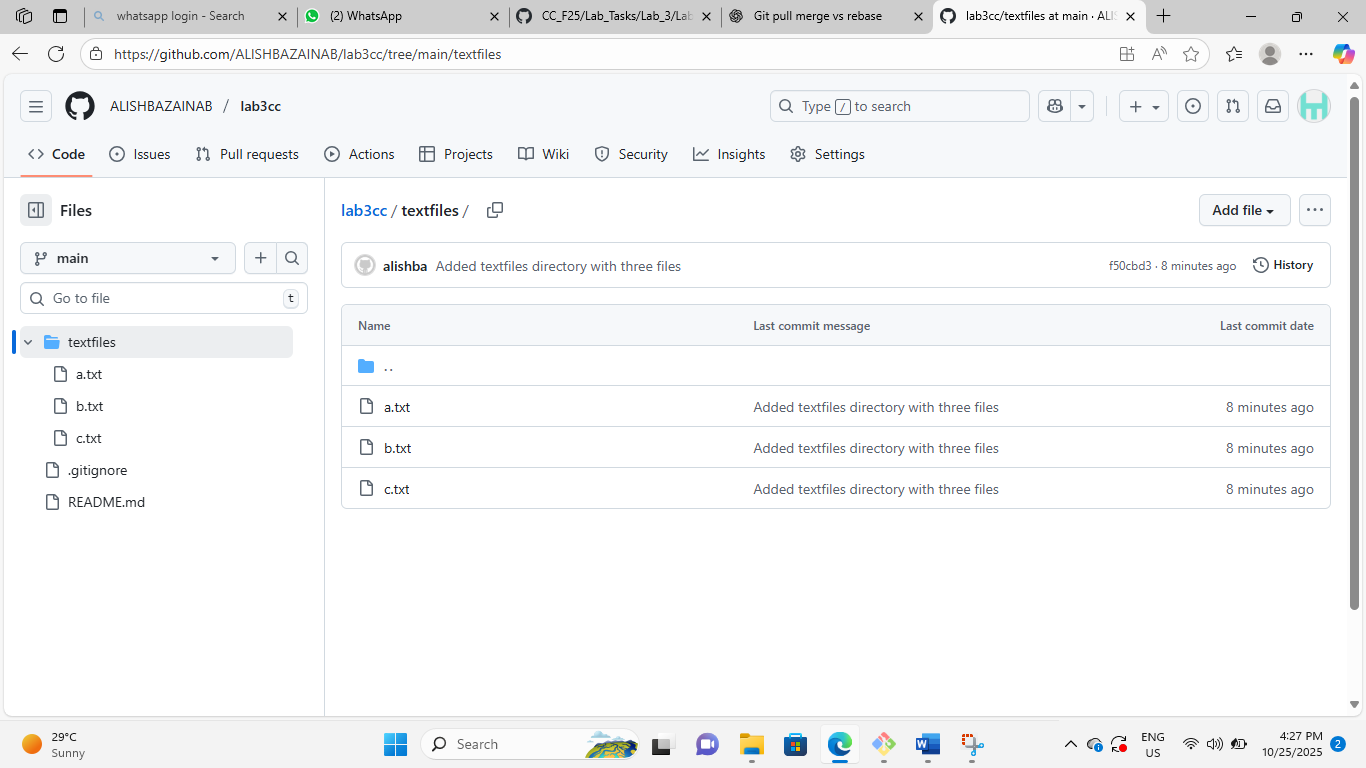 whatsapp login - Search
(2) WhatsApp
CC_F25/Lab_Tasks/Lab_3/Lab
Git pull merge vs rebase
lab3cc/textfiles at main · ALIS
https://github.com/ALISHBAZAINAB/lab3cc/tree/main/textfiles
ALISHBAZAINAB / lab3cc
Type / to search
Code
Issues
Pull requests
Actions
Projects
Wiki
Security
Insights
Settings
Files
main
Go to file
t
textfiles
a.txt
b.txt
c.txt
.gitignore
README.md
lab3cc / textfiles /
Add file
alishba Added textfiles directory with three files
f50cbd3 · 8 minutes ago
History
Name Last commit message Last commit date
..
a.txt Added textfiles directory with three files 8 minutes ago
b.txt Added textfiles directory with three files 8 minutes ago
c.txt Added textfiles directory with three files 8 minutes ago
29°C
Sunny
Search
ENG
US
4:27 PM
10/25/2025
2